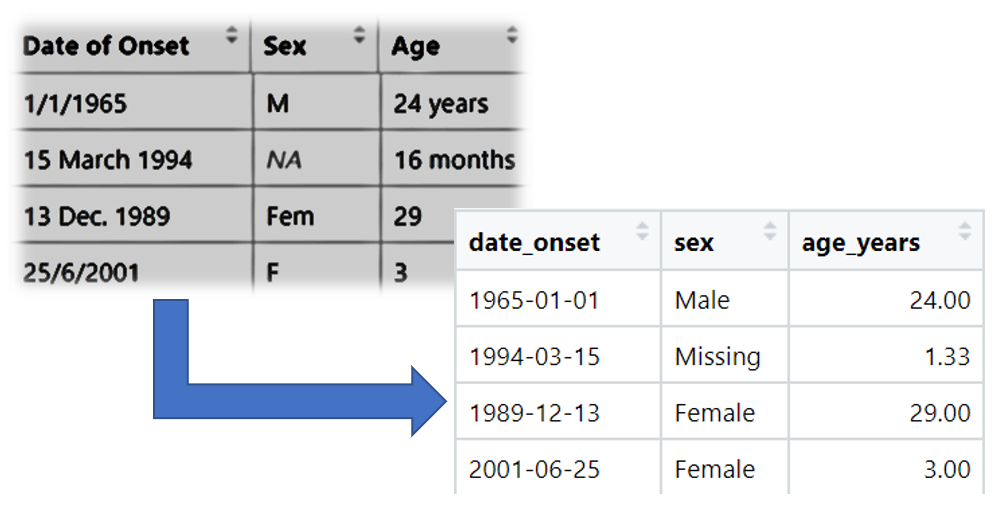 Date of Onset Sex Age
1/1/1965 M 24 years
15 March 1994 NA 16 months
13 Dec. 1989 Fem 29
25/6/2001 F 3
date_onset sex age_years
1965-01-01 Male 24.00
1994-03-15 Missing 1.33
1989-12-13 Female 29.00
2001-06-25 Female 3.00